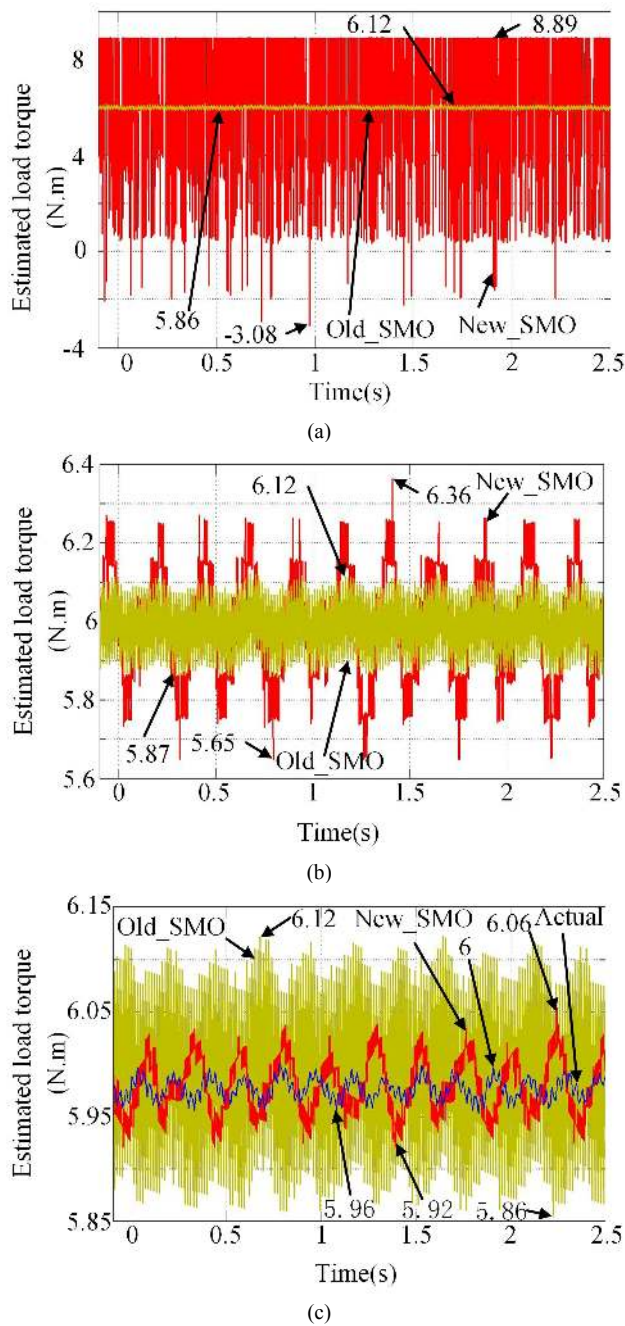 8
4
0
-4
Estimated load torque
(N.m)
6.12
8.89
5.86
-3.08
Old_SMO
New_SMO
0
0.5
1
1.5
2
2.5
Time(s)
(a)
6.4
6.2
6
5.8
5.6
Estimated load torque
(N.m)
6.12
6.36
New_SMO
5.87
5.65
Old_SMO
0
0.5
1
1.5
2
2.5
Time(s)
(b)
6.15
6.05
5.95
5.85
Estimated load torque
(N.m)
Old_SMO
6.12
New_SMO
6
6.06
Actual
5.96
5.92
5.86
0
0.5
1
1.5
2
2.5
Time(s)
(c)